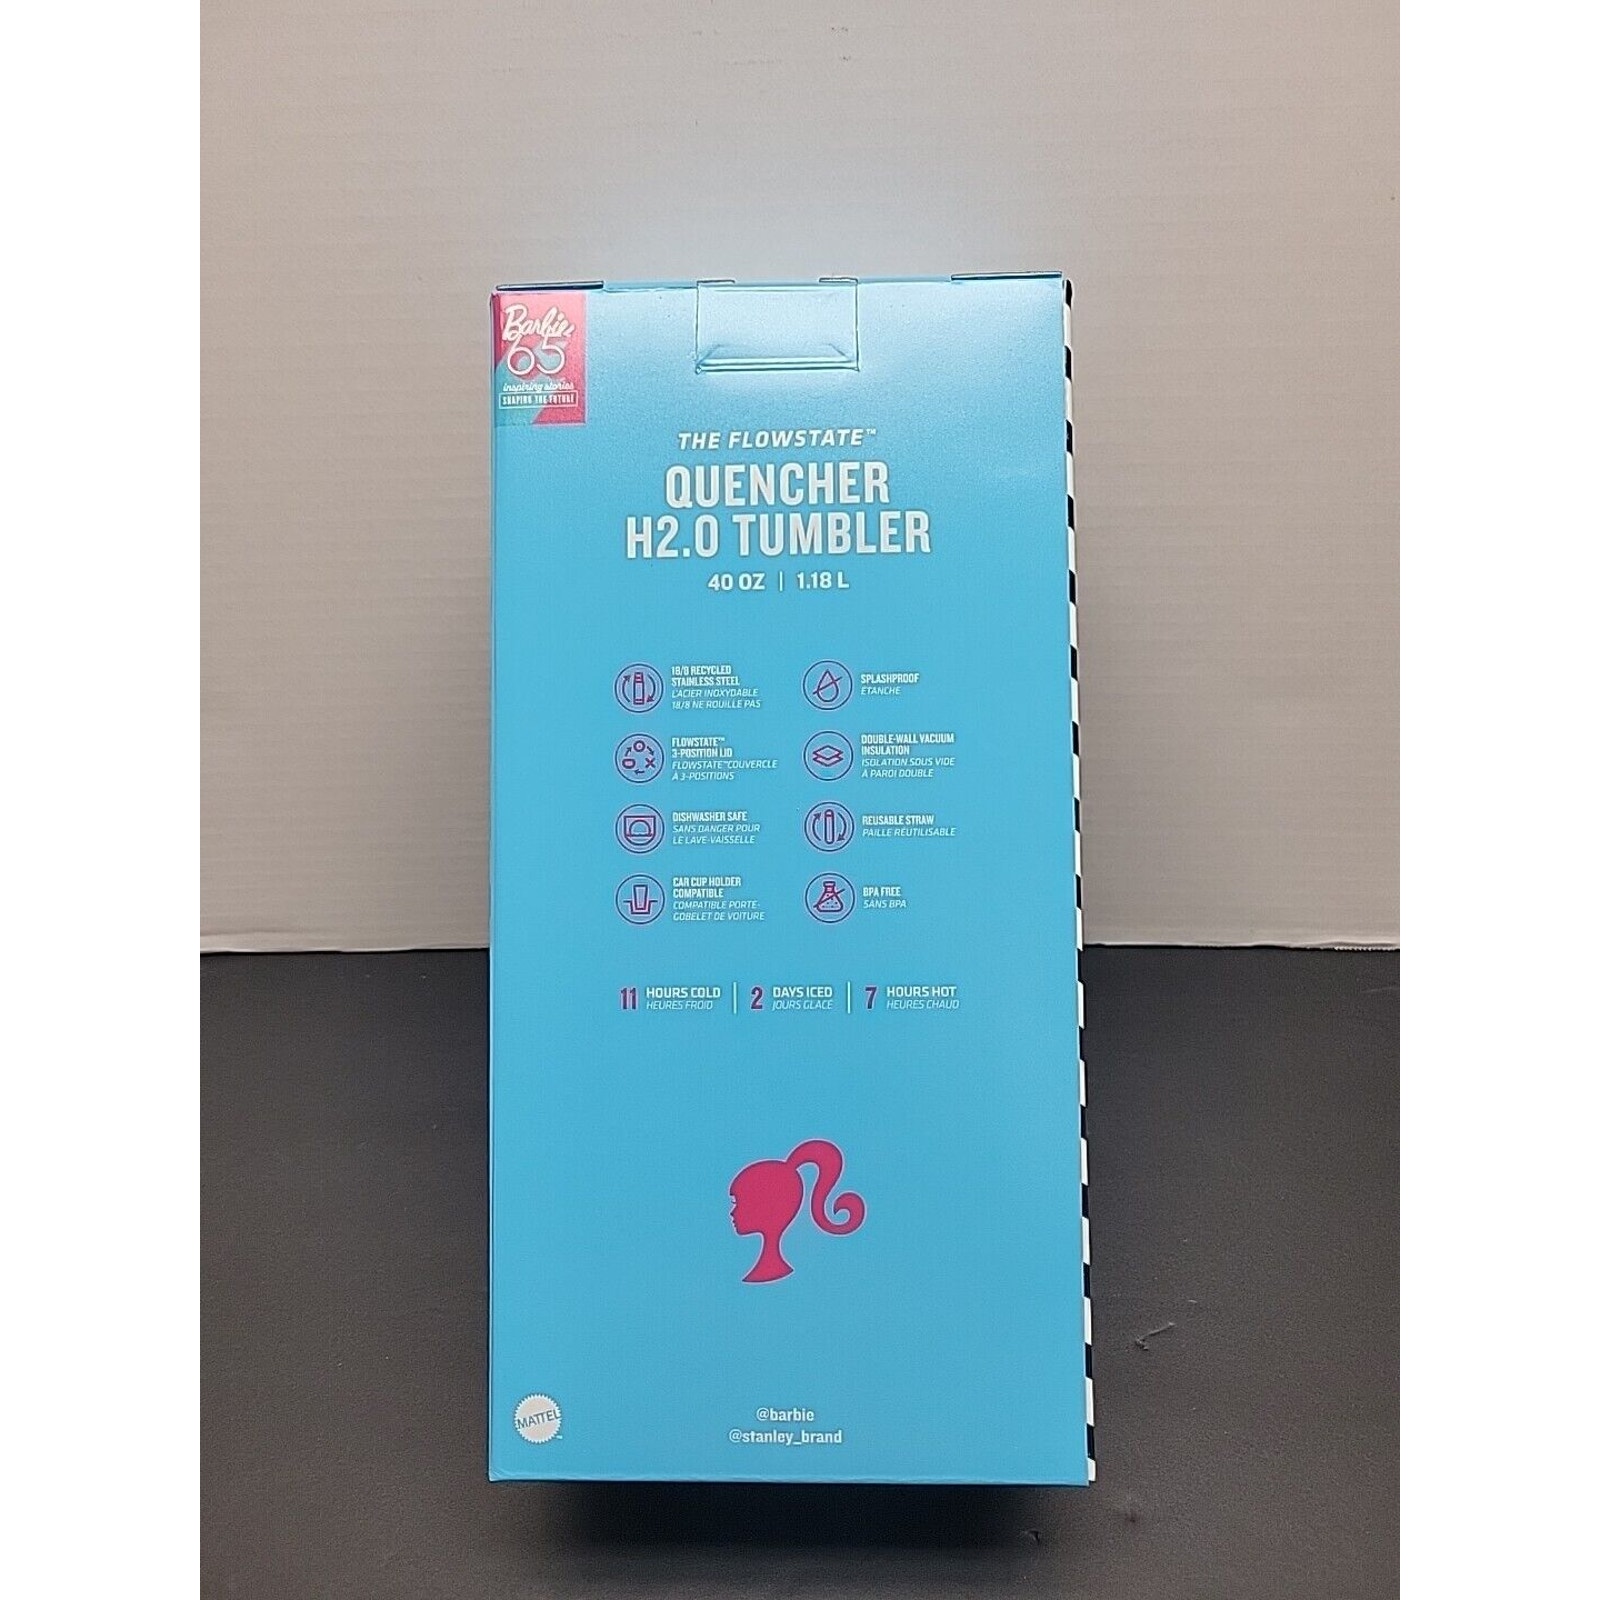 Barbie
65
inspiring stories
SHAPING THE FUTURE
THE FLOWSTATE™
QUENCHER
H2.0 TUMBLER
40 OZ | 1.18 L
18/8 RECYCLED
STAINLESS STEEL
L'ACIER INOXYDABLE
18/8 NE ROUILLE PAS
SPLASHPROOF
ÉTANCHE
FLOWSTATE™
3-POSITION LID
FLOWSTATE™COUVERCLE
À 3-POSITIONS
DOUBLE-WALL VACUUM
INSULATION
ISOLATION SOUS VIDE
À PAROI DOUBLE
DISHWASHER SAFE
SANS DANGER POUR
LE LAVE-VAISSELLE
REUSABLE STRAW
PAILLE RÉUTILISABLE
CAR CUP HOLDER
COMPATIBLE
COMPATIBLE PORTE-
GOBELET DE VOITURE
BPA FREE
SANS BPA
11 HOURS COLD | 2 DAYS ICED | 7 HOURS HOT
HEURES FROID JOURS GLACE HEURES CHAUD
MATTEL™
@barbie
@stanley_brand